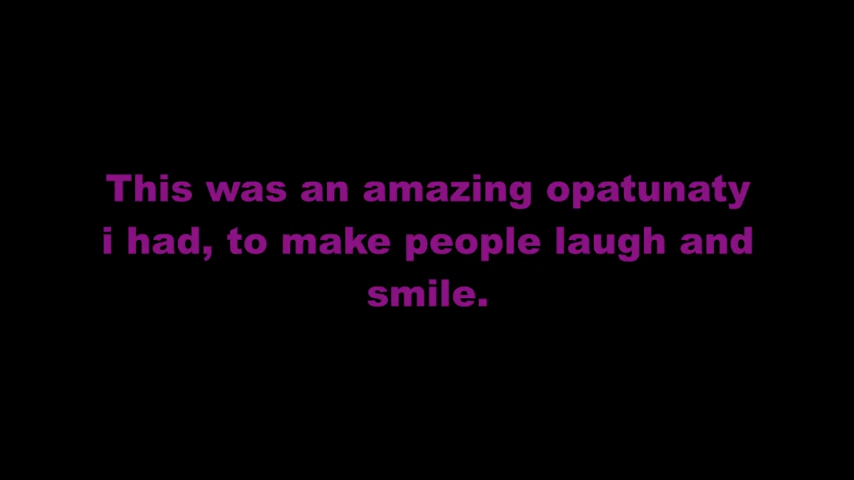 This was an amazing opatunaty
i had, to make people laugh and
smile.